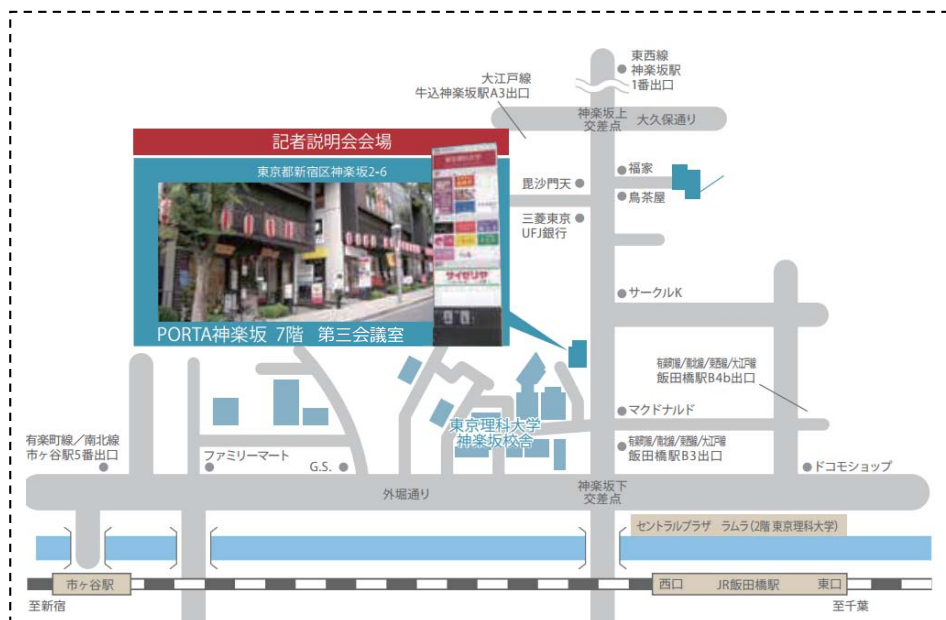 東西線
神楽坂駅
1番出口
大江戸線
牛込神楽坂駅A3出口
神楽坂上
交差点
大久保通り
記者説明会会場
東京都新宿区神楽坂2-6
東京理科大学
サイゼリヤ
PORTA神楽坂 7階 第三会議室
毘沙門天
福家
鳥茶屋
三菱東京
UFJ銀行
サークルK
有楽町線/南北線/東西線/大江戸線
飯田橋駅B4b出口
マクドナルド
東京理科大学
神楽坂校舎
有楽町線/南北線/東西線/大江戸線
飯田橋駅B3出口
有楽町線/南北線
市ヶ谷駅5番出口
ファミリーマート
G.S.
ドコモショップ
外堀通り
神楽坂下
交差点
セントラルプラザ ラムラ(2階 東京理科大学)
市ヶ谷駅
西口
JR飯田橋駅
東口
至新宿
至千葉